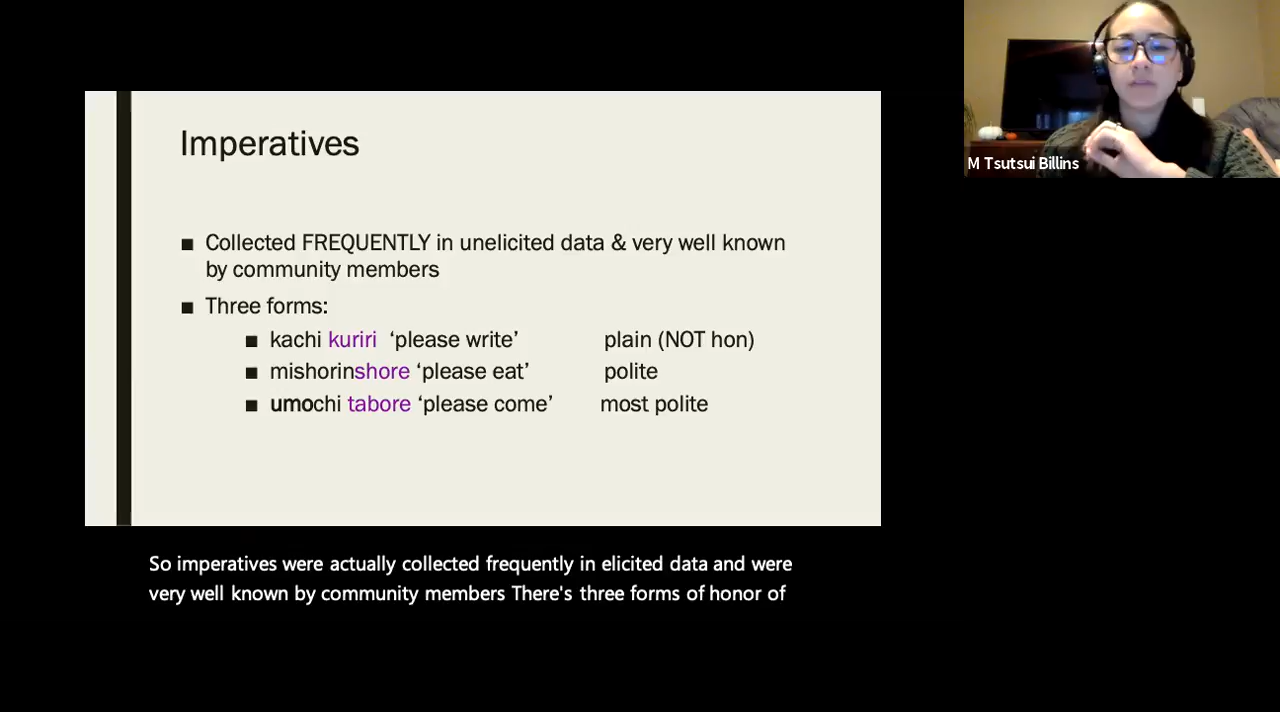 Imperatives
M Tsutsui Billins
■ Collected FREQUENTLY in unelicited data & very well known
by community members
■ Three forms:
■ kachi kuriri ‘please write’ plain (NOT hon)
■ mishorinshore ‘please eat’ polite
■ umochi tabore ‘please come’ most polite
So imperatives were actually collected frequently in elicited data and were
very well known by community members There's three forms of honor of